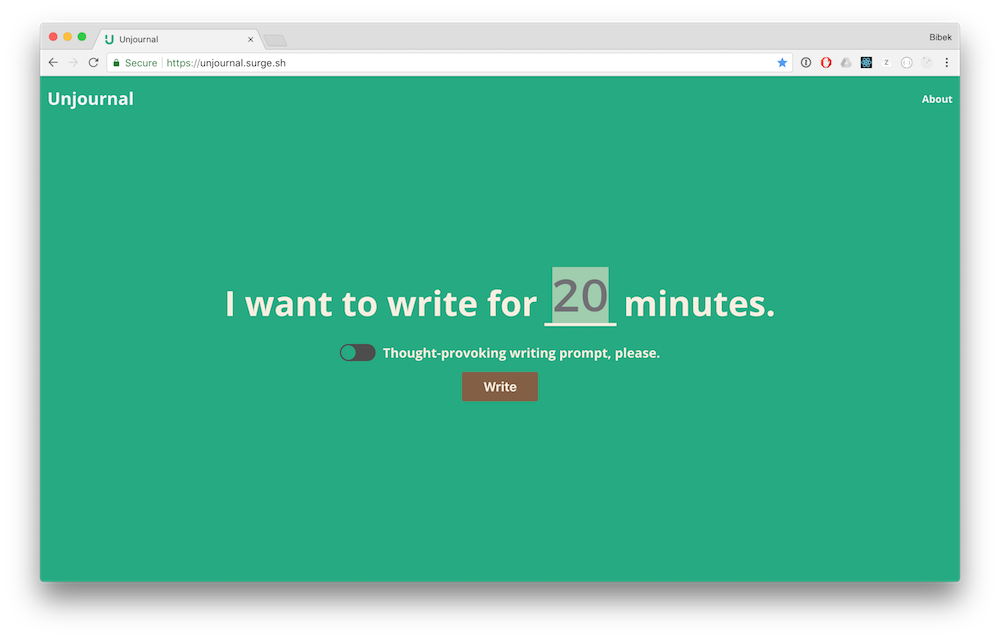 Unjournal
Bibek
Secure https://unjournal.surge.sh
Unjournal
About
I want to write for 20 minutes.
Thought-provoking writing prompt, please.
Write